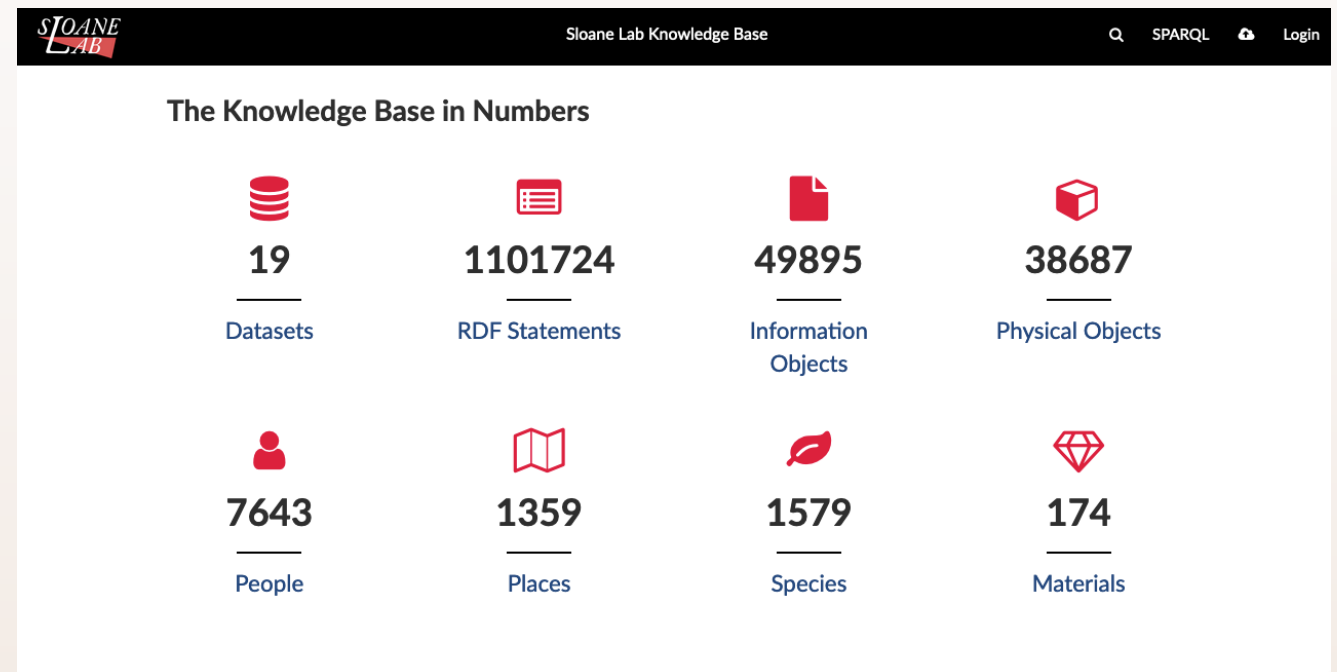 SLOANE
LAB
Sloane Lab Knowledge Base
SPARQL
Login
The Knowledge Base in Numbers
19
Datasets
1101724
RDF Statements
49895
Information
Objects
38687
Physical Objects
7643
People
1359
Places
1579
Species
174
Materials